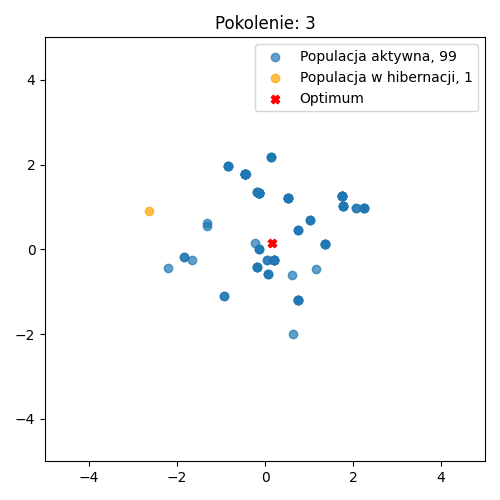 Pokolenie: 3
Populacja aktywna, 99
Populacja w hibernacji, 1
Optimum
4
2
0
−2
−4
−4 −2 0 2 4